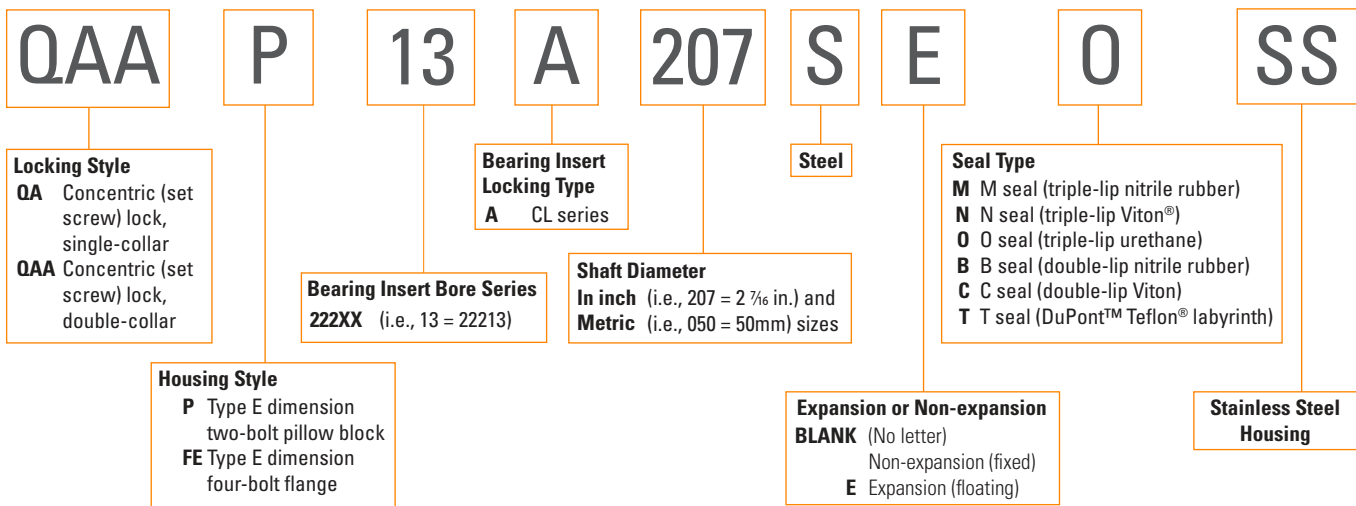 QAA P 13 A 207 S E O SS
Locking Style
QA Concentric (set
screw) lock,
single-collar
QAA Concentric (set
screw) lock,
double-collar
Housing Style
P Type E dimension
two-bolt pillow block
FE Type E dimension
four-bolt flange
Bearing Insert Bore Series
222XX (i.e., 13 = 22213)
Bearing Insert
Locking Type
A CL series
Shaft Diameter
In inch (i.e., 207 = 2 7⁄16 in.) and
Metric (i.e., 050 = 50mm) sizes
Steel
Expansion or Non-expansion
BLANK (No letter)
Non-expansion (fixed)
E Expansion (floating)
Seal Type
M M seal (triple-lip nitrile rubber)
N N seal (triple-lip Viton®)
O O seal (triple-lip urethane)
B B seal (double-lip nitrile rubber)
C C seal (double-lip Viton)
T T seal (DuPont™ Teflon® labyrinth)
Stainless Steel
Housing